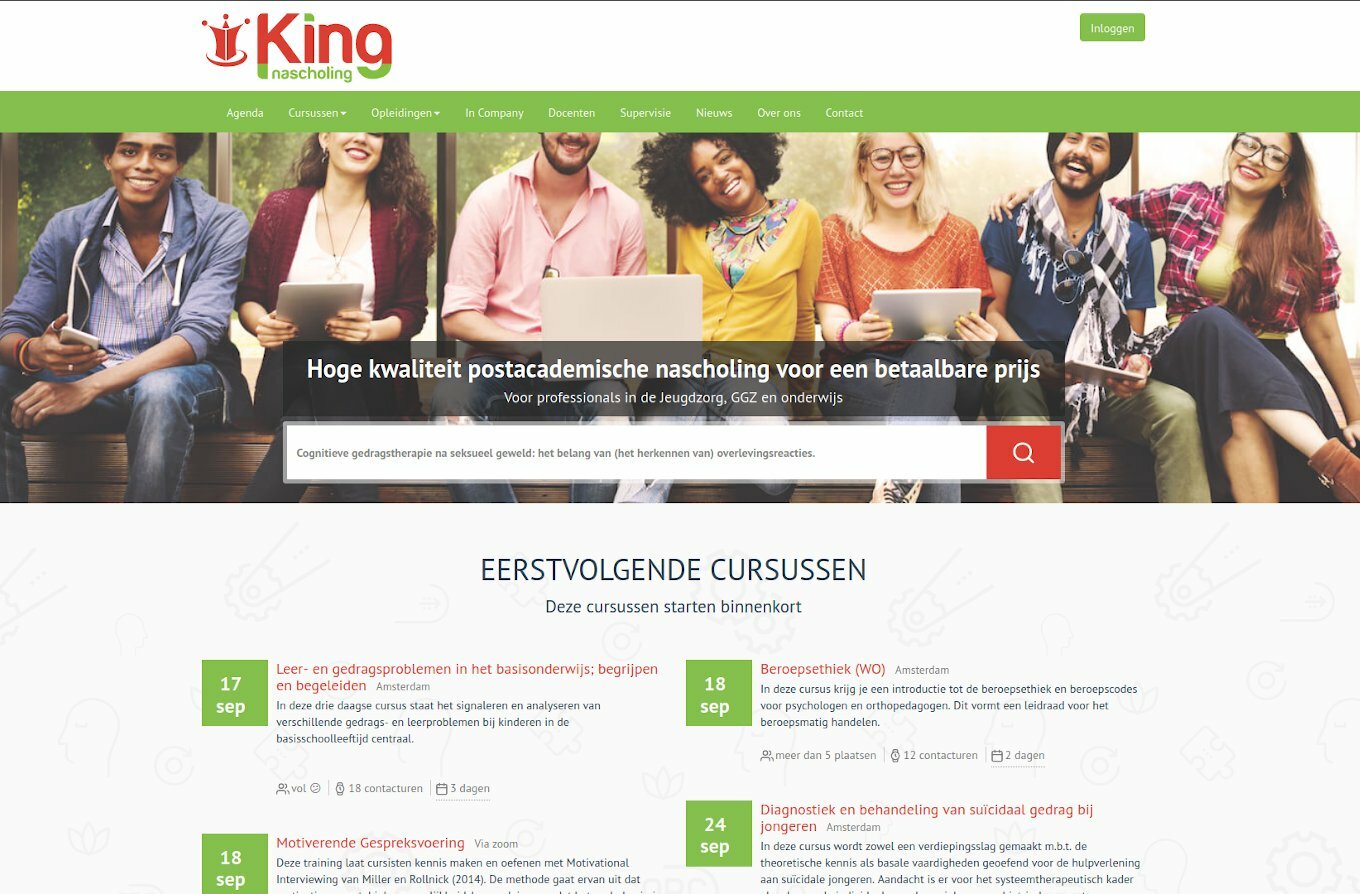 King
nascholing
Inloggen
Agenda Cursussen Opleidingen In Company Docenten Supervisie Nieuws Over ons Contact
Hoge kwaliteit postacademische nascholing voor een betaalbare prijs
Voor professionals in de Jeugdzorg, GGZ en onderwijs
Cognitieve gedragstherapie na seksueel geweld: het belang van (het herkennen van) overlevingsreacties.
EERSTVOLGENDE CURSUSSEN
Deze cursussen starten binnenkort
17
sep
Leer- en gedragsproblemen in het basisonderwijs; begrijpen
en begeleiden Amsterdam
In deze drie daagse cursus staat het signaleren en analyseren van
verschillende gedrags- en leerproblemen bij kinderen in de
basisschoolleeftijd centraal.
vol 18 contacturen 3 dagen
18
sep
Motiverende Gespreksvoering Via zoom
Deze training laat cursisten kennis maken en oefenen met Motivational
Interviewing van Miller en Rollnick (2014). De methode gaat ervan uit dat
18
sep
Beroepsethiek (WO) Amsterdam
In deze cursus krijg je een introductie tot de beroepsethiek en beroepscodes
voor psychologen en orthopedagogen. Dit vormt een leidraad voor het
beroepsmatig handelen.
meer dan 5 plaatsen 12 contacturen 2 dagen
24
sep
Diagnostiek en behandeling van suïcidaal gedrag bij
jongeren Amsterdam
In deze cursus wordt zowel een verdiepingsslag gemaakt m.b.t. de
theoretische kennis als basale vaardigheden geoefend voor de hulpverlening
aan suïcidale jongeren. Aandacht is er voor het systeemtherapeutisch kader